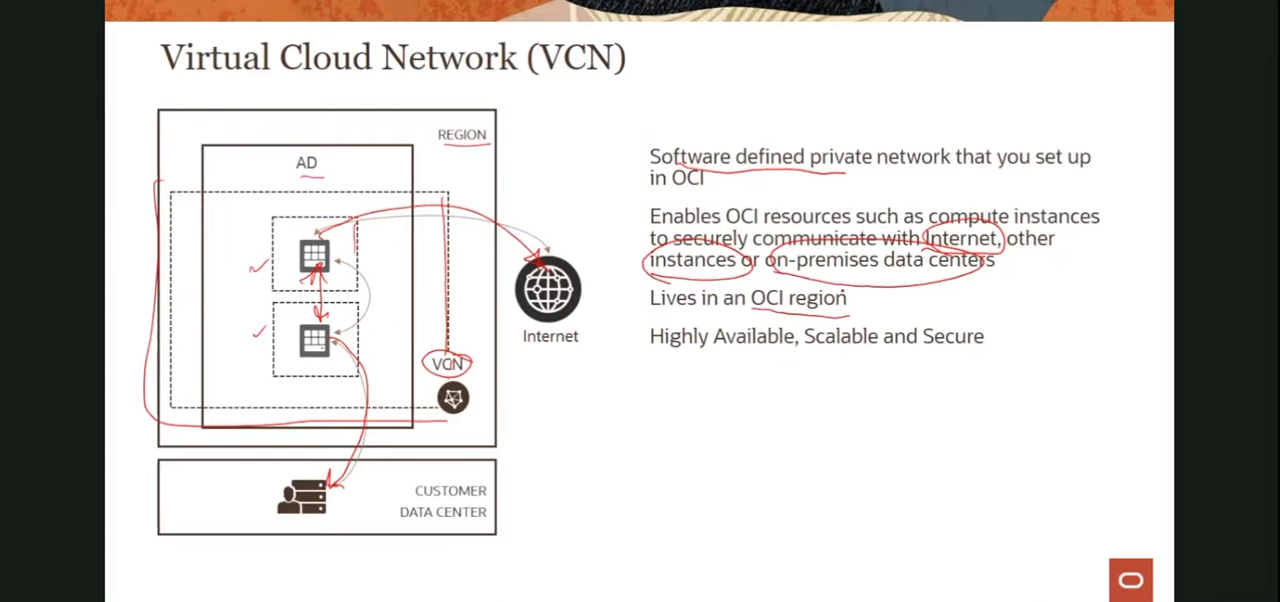 Virtual Cloud Network (VCN)
REGION
AD
VCN
Internet
CUSTOMER
DATA CENTER
Software defined private network that you set up
in OCI
Enables OCI resources such as compute instances
to securely communicate with Internet, other
instances or on-premises data centers
Lives in an OCI region
Highly Available, Scalable and Secure